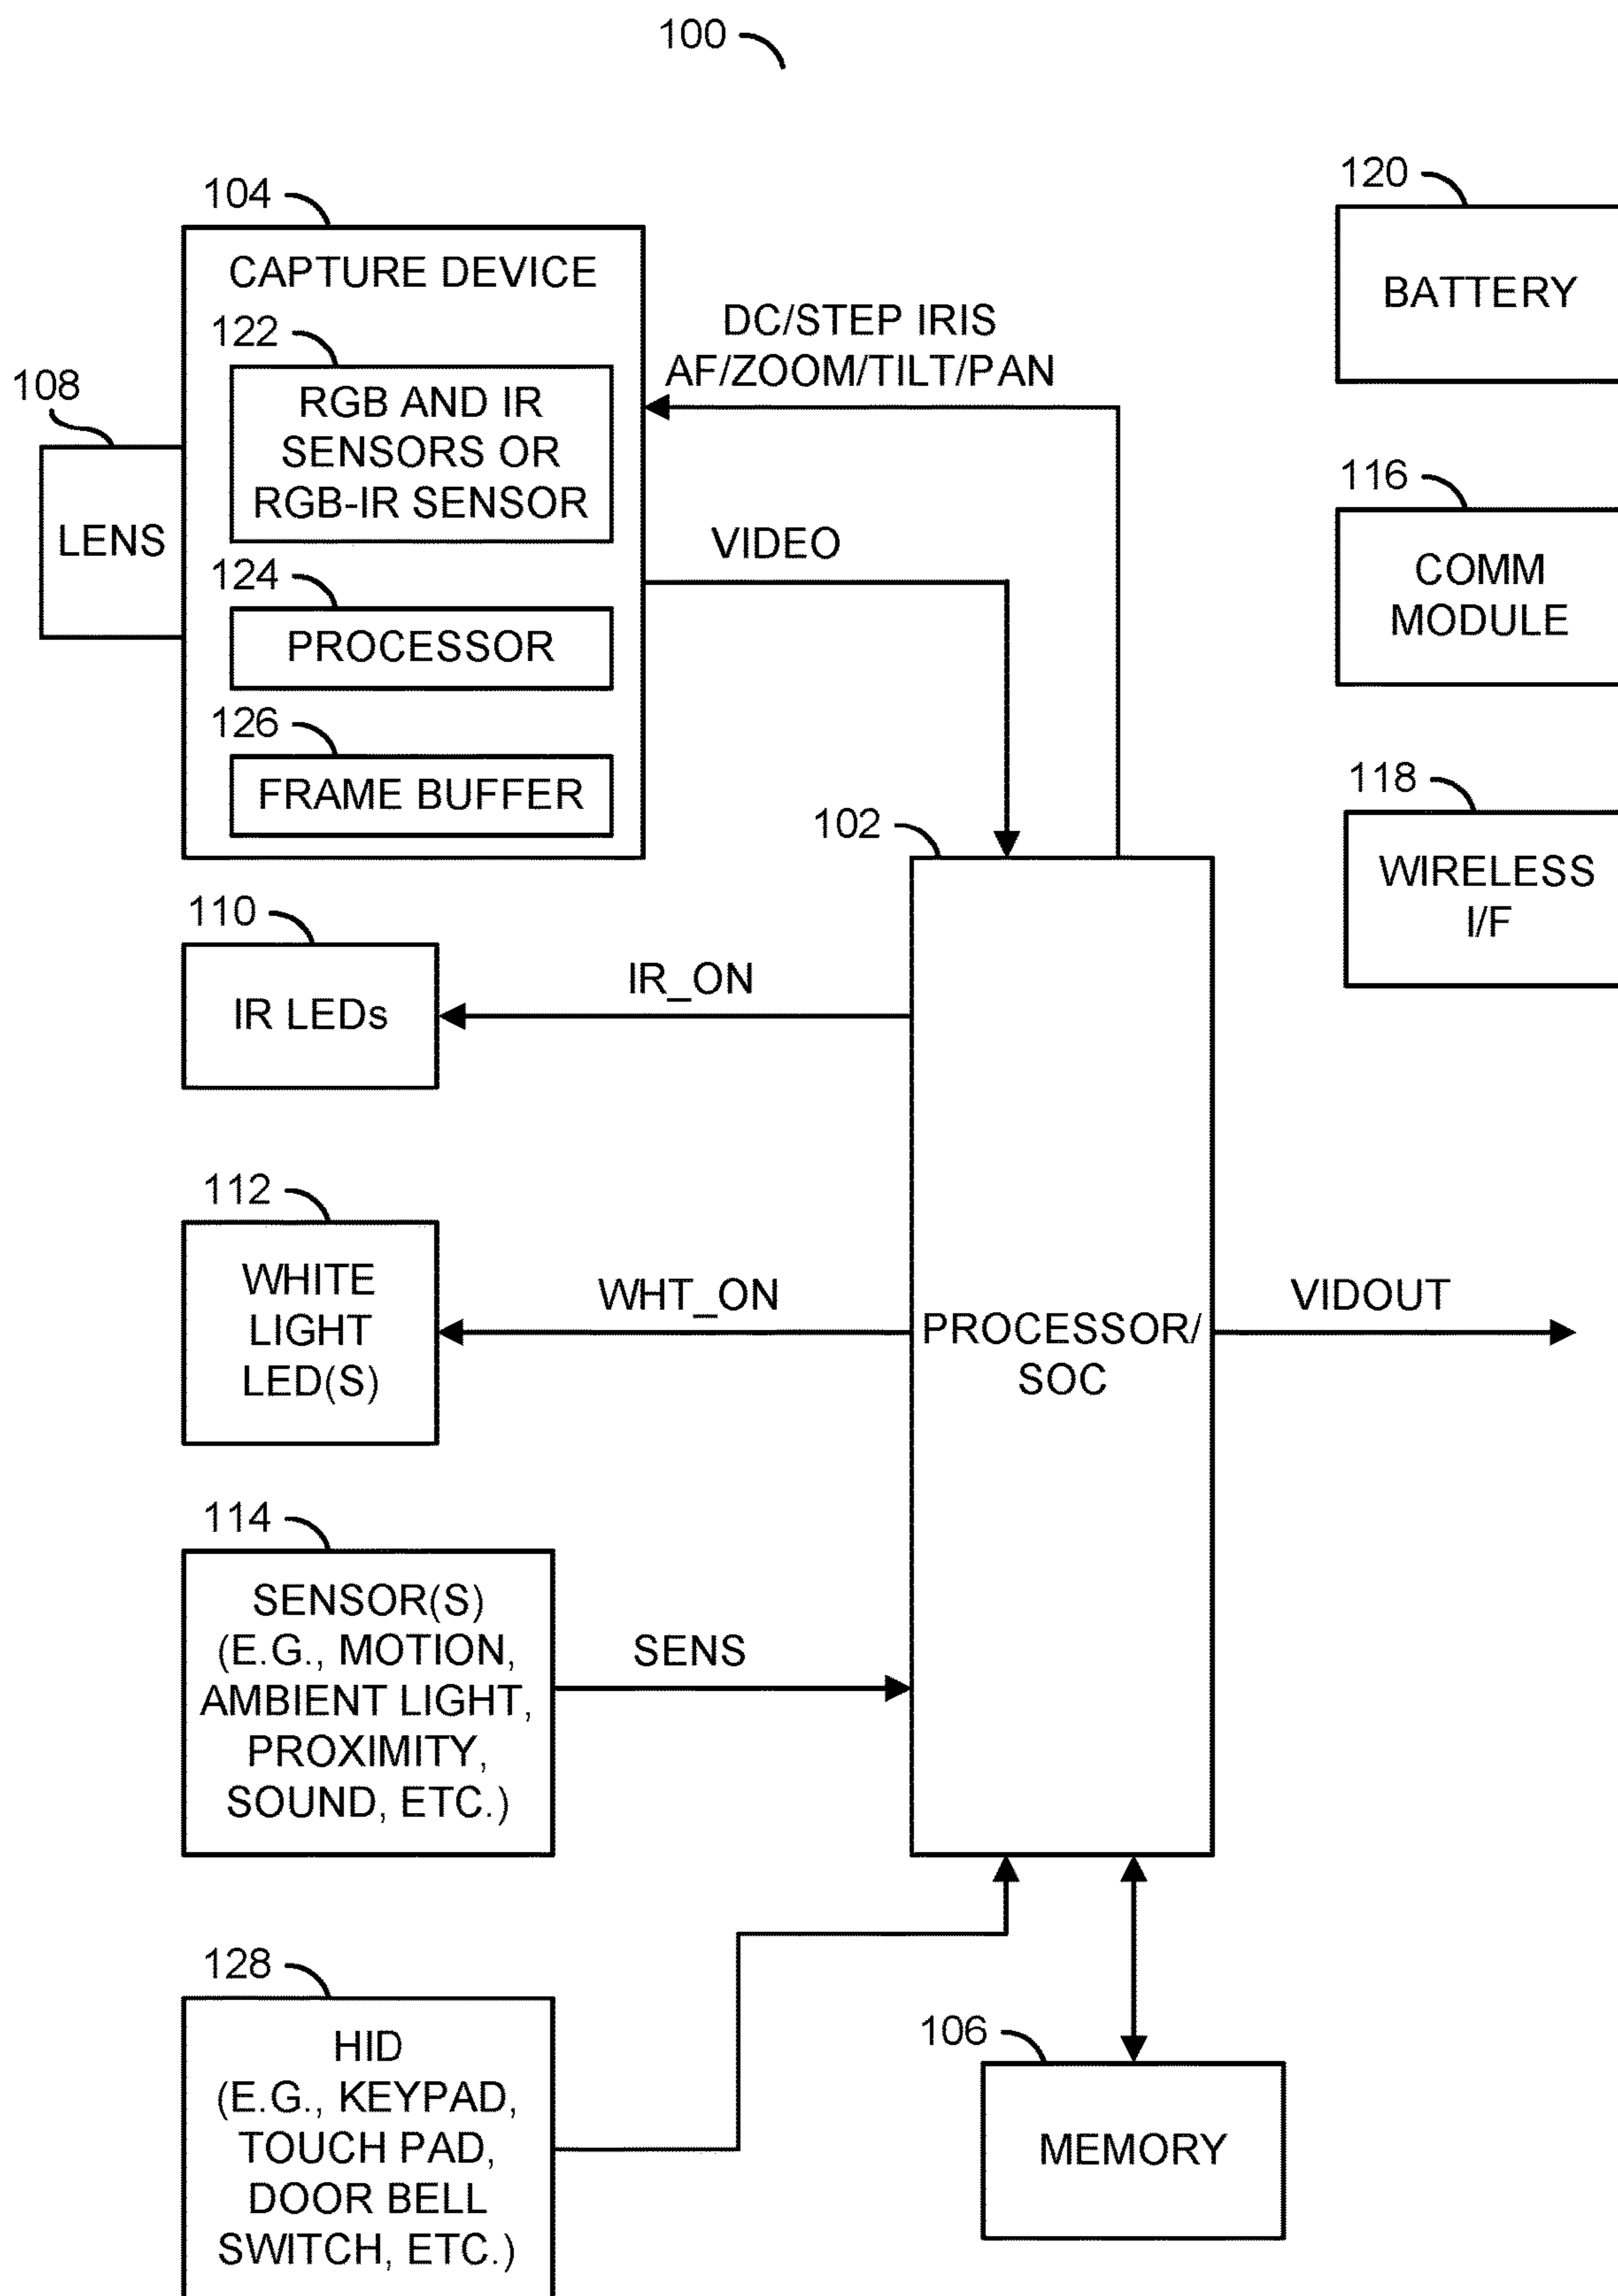 100
104
CAPTURE DEVICE
122
RGB AND IR
SENSORS OR
RGB-IR SENSOR
124
PROCESSOR
126
FRAME BUFFER
108
LENS
DC/STEP IRIS
AF/ZOOM/TILT/PAN
VIDEO
120
BATTERY
116
COMM
MODULE
118
WIRELESS
I/F
102
PROCESSOR/
SOC
110
IR LEDs
IR_ON
112
WHITE
LIGHT
LED(S)
WHT_ON
VIDOUT
114
SENSOR(S)
(E.G., MOTION,
AMBIENT LIGHT,
PROXIMITY,
SOUND, ETC.)
SENS
128
HID
(E.G., KEYPAD,
TOUCH PAD,
DOOR BELL
SWITCH, ETC.)
106
MEMORY